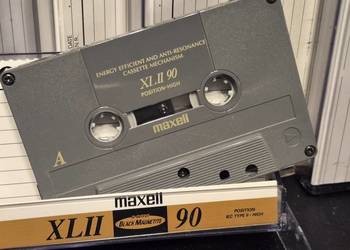 ENERGY EFFICIENT AND ANTI-RESONANCE
CASSETTE MECHANISM
XLII 90
POSITION·HIGH
maxell
A
maxell
XLII
BLACK MAGNETITE
90
POSITION
IEC TYPE II · HIGH
DATE